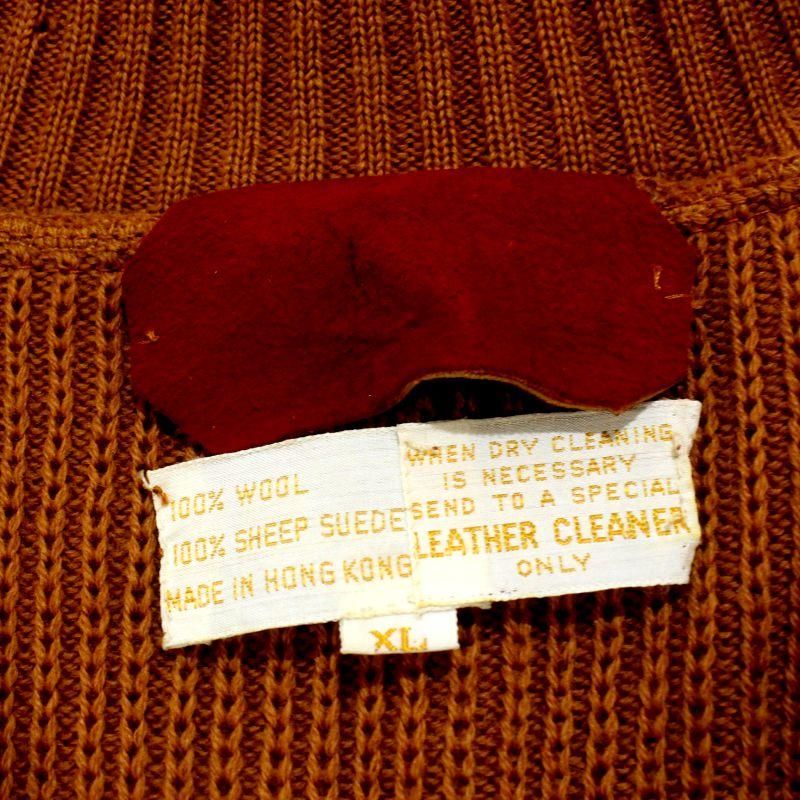 100% WOOL
100% SHEEP SUEDE
MADE IN HONG KONG
WHEN DRY CLEANING
IS NECESSARY
SEND TO A SPECIAL
LEATHER CLEANER
ONLY
XL